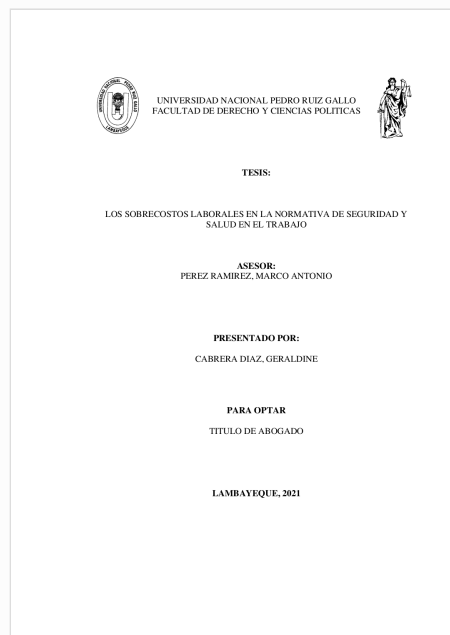 UNIVERSIDAD NACIONAL PEDRO RUIZ GALLO
FACULTAD DE DERECHO Y CIENCIAS POLITICAS
TESIS:
LOS SOBRECOSTOS LABORALES EN LA NORMATIVA DE SEGURIDAD Y
SALUD EN EL TRABAJO
ASESOR:
PEREZ RAMIREZ, MARCO ANTONIO
PRESENTADO POR:
CABRERA DIAZ, GERALDINE
PARA OPTAR
TITULO DE ABOGADO
LAMBAYEQUE, 2021